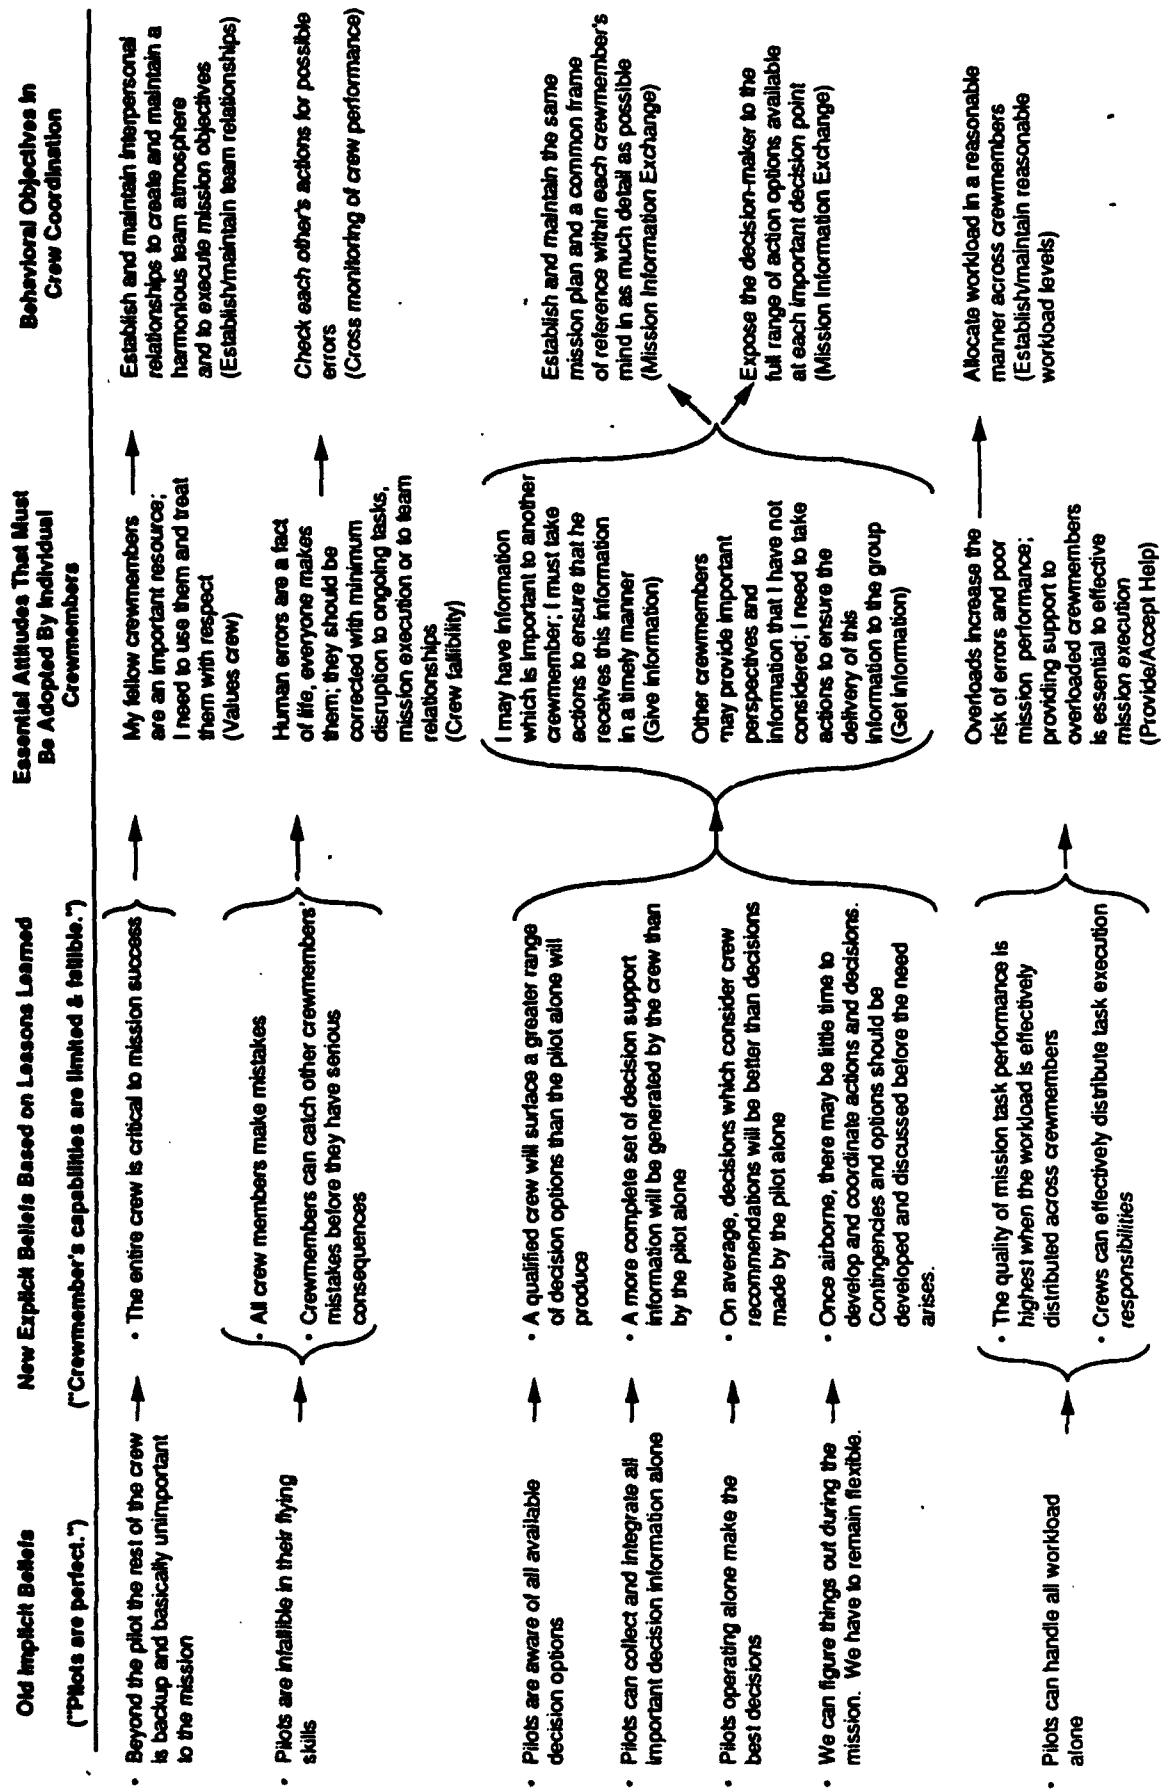 Old Implicit Beliefs
("Pilots are perfect.")
New Explicit Beliefs Based on Lessons Learned
("Crewmember's capabilities are limited & fallible.")
Essential Attitudes That Must
Be Adopted By Individual
Crewmembers
Behavioral Objectives In
Crew Coordination
• Beyond the pilot the rest of the crew
is backup and basically unimportant
to the mission
• The entire crew is critical to mission success
My fellow crewmembers
are an important resource;
I need to use them and treat
them with respect
(Values crew)
Establish and maintain interpersonal
relationships to create and maintain a
harmonious team atmosphere
and to execute mission objectives
(Establish/maintain team relationships)
• Pilots are infallible in their flying
skills
• All crew members make mistakes
• Crewmembers can catch other crewmembers'
mistakes before they have serious
consequences
Human errors are a fact
of life, everyone makes
them; they should be
corrected with minimum
disruption to ongoing tasks,
mission execution or to team
relationships
(Crew fallibility)
Check each other's actions for possible
errors
(Cross monitoring of crew performance)
• Pilots are aware of all available
decision options
• Pilots can collect and integrate all
important decision information alone
• Pilots operating alone make the
best decisions
• We can figure things out during the
mission. We have to remain flexible.
• A qualified crew will surface a greater range
of decision options than the pilot alone will
produce
• A more complete set of decision support
information will be generated by the crew than
by the pilot alone
• On average, decisions which consider crew
recommendations will be better than decisions
made by the pilot alone
• Once airborne, there may be little time to
develop and coordinate actions and decisions.
Contingencies and options should be
developed and discussed before the need
arises.
I may have information
which is important to another
crewmember; I must take
actions to ensure that he
receives this information
in a timely manner
(Give information)
Other crewmembers
may provide important
perspectives and
information that I have not
considered; I need to take
actions to ensure the
delivery of this
information to the group
(Get information)
Establish and maintain the same
mission plan and a common frame
of reference within each crewmember's
mind in as much detail as possible
(Mission Information Exchange)
Expose the decision-maker to the
full range of action options available
at each important decision point
(Mission Information Exchange)
• Pilots can handle all workload
alone
• The quality of mission task performance is
highest when the workload is effectively
distributed across crewmembers
• Crews can effectively distribute task execution
responsibilities
Overloads increase the
risk of errors and poor
mission performance;
providing support to
overloaded crewmembers
is essential to effective
mission execution
(Provide/Accept Help)
Allocate workload in a reasonable
manner across crewmembers
(Establish/maintain reasonable
workload levels)